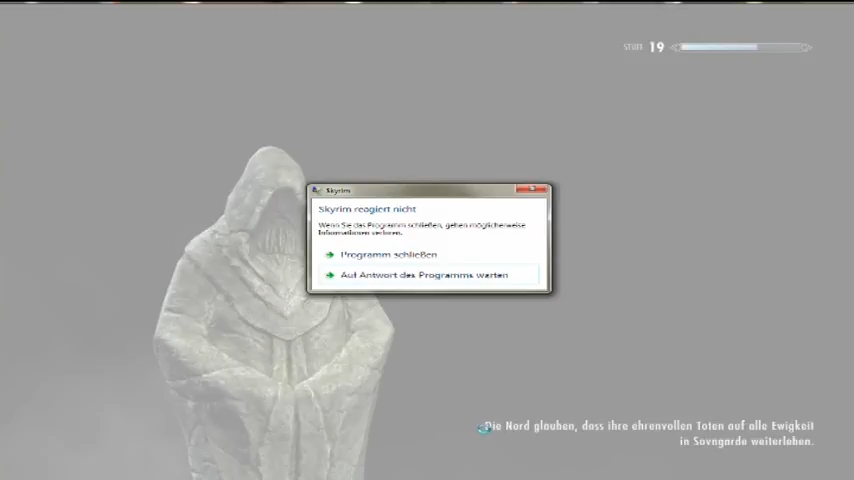 STUFE 19
Skyrim
Skyrim reagiert nicht
Wenn Sie das Programm schließen, gehen möglicherweise
Informationen verloren.
Programm schließen
Auf Antwort des Programms warten
Die Nord glauben, dass ihre ehrenvollen Toten auf alle Ewigkeit
in Sovngarde weiterleben.